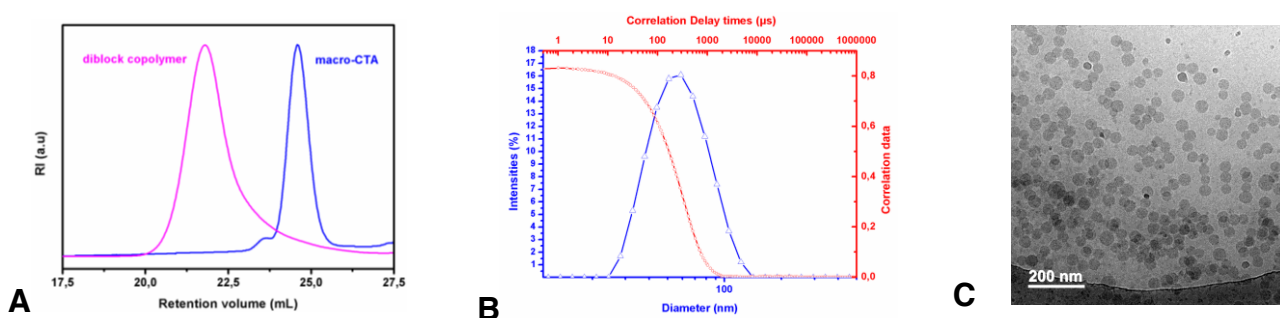 diblock copolymer
macro-CTA
RI (a.u)
17,5 20,0 22,5 25,0 27,5
Retention volume (mL)
A
Correlation Delay times (µs)
1 10 100 1000 10000 100000 1000000
18
17
16
15
14
13
12
11
10
9
8
7
6
5
4
3
2
1
Intensities (%)
0,8
0,6
0,4
0,2
0,0
Correlation data
100
Diameter (nm)
B
200 nm
C